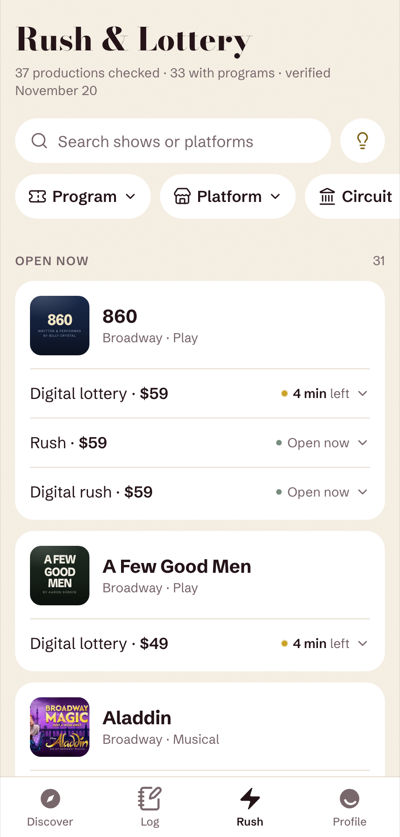 Rush & Lottery
37 productions checked · 33 with programs · verified
November 20
Search shows or platforms
Program
Platform
Circuit
OPEN NOW 31
860
WRITTEN & PERFORMED
BY BILLY CRYSTAL
860
Broadway · Play
Digital lottery · $59 4 min left
Rush · $59 Open now
Digital rush · $59 Open now
A FEW
GOOD
MEN
BY AARON SORKIN
A Few Good Men
Broadway · Play
Digital lottery · $49 4 min left
BROADWAY
MAGIC
Aladdin
Aladdin
Broadway · Musical
Discover
Log
Rush
Profile